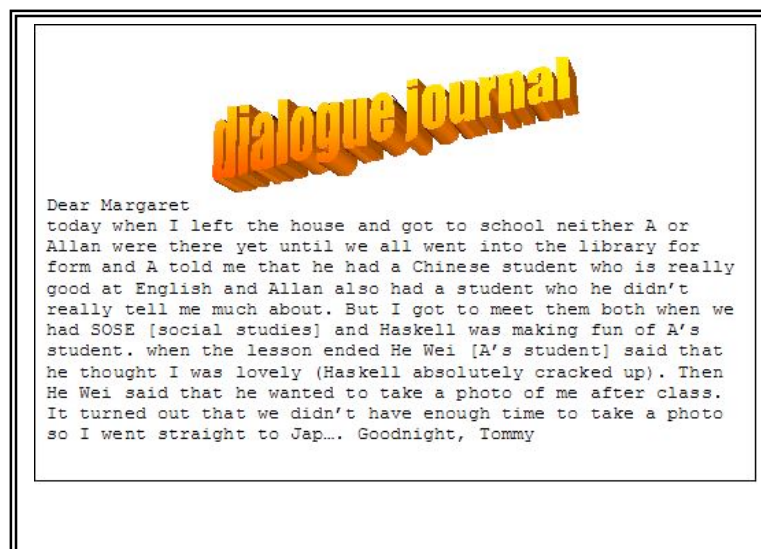 dialogue journal
Dear Margaret
today when I left the house and got to school neither A or
Allan were there yet until we all went into the library for
form and A told me that he had a Chinese student who is really
good at English and Allan also had a student who he didn't
really tell me much about. But I got to meet them both when we
had SOSE [social studies] and Haskell was making fun of A's
student. when the lesson ended He Wei [A's student] said that
he thought I was lovely (Haskell absolutely cracked up). Then
He Wei said that he wanted to take a photo of me after class.
It turned out that we didn't have enough time to take a photo
so I went straight to Jap…. Goodnight, Tommy